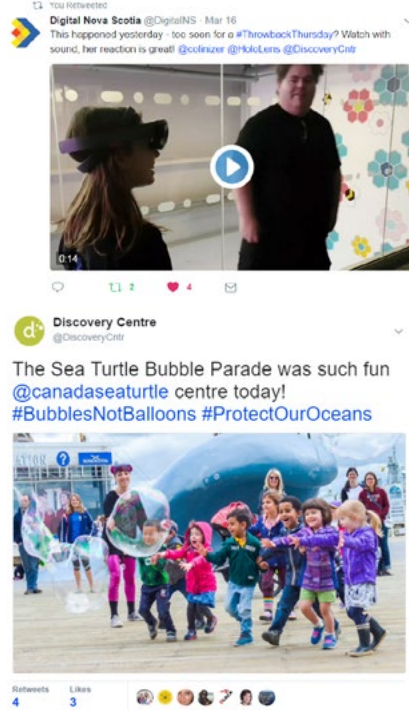 You Retweeted
Digital Nova Scotia @DigitalNS · Mar 16
This happened yesterday - too soon for a #ThrowbackThursday? Watch with
sound, her reaction is great! @colinizer @HoloLens @DiscoveryCntr
0:14
2
4
d
Discovery Centre
@DiscoveryCntr
The Sea Turtle Bubble Parade was such fun
@canadaseaturtle centre today!
#BubblesNotBalloons #ProtectOurOceans
?
Retweets
Likes
4
3